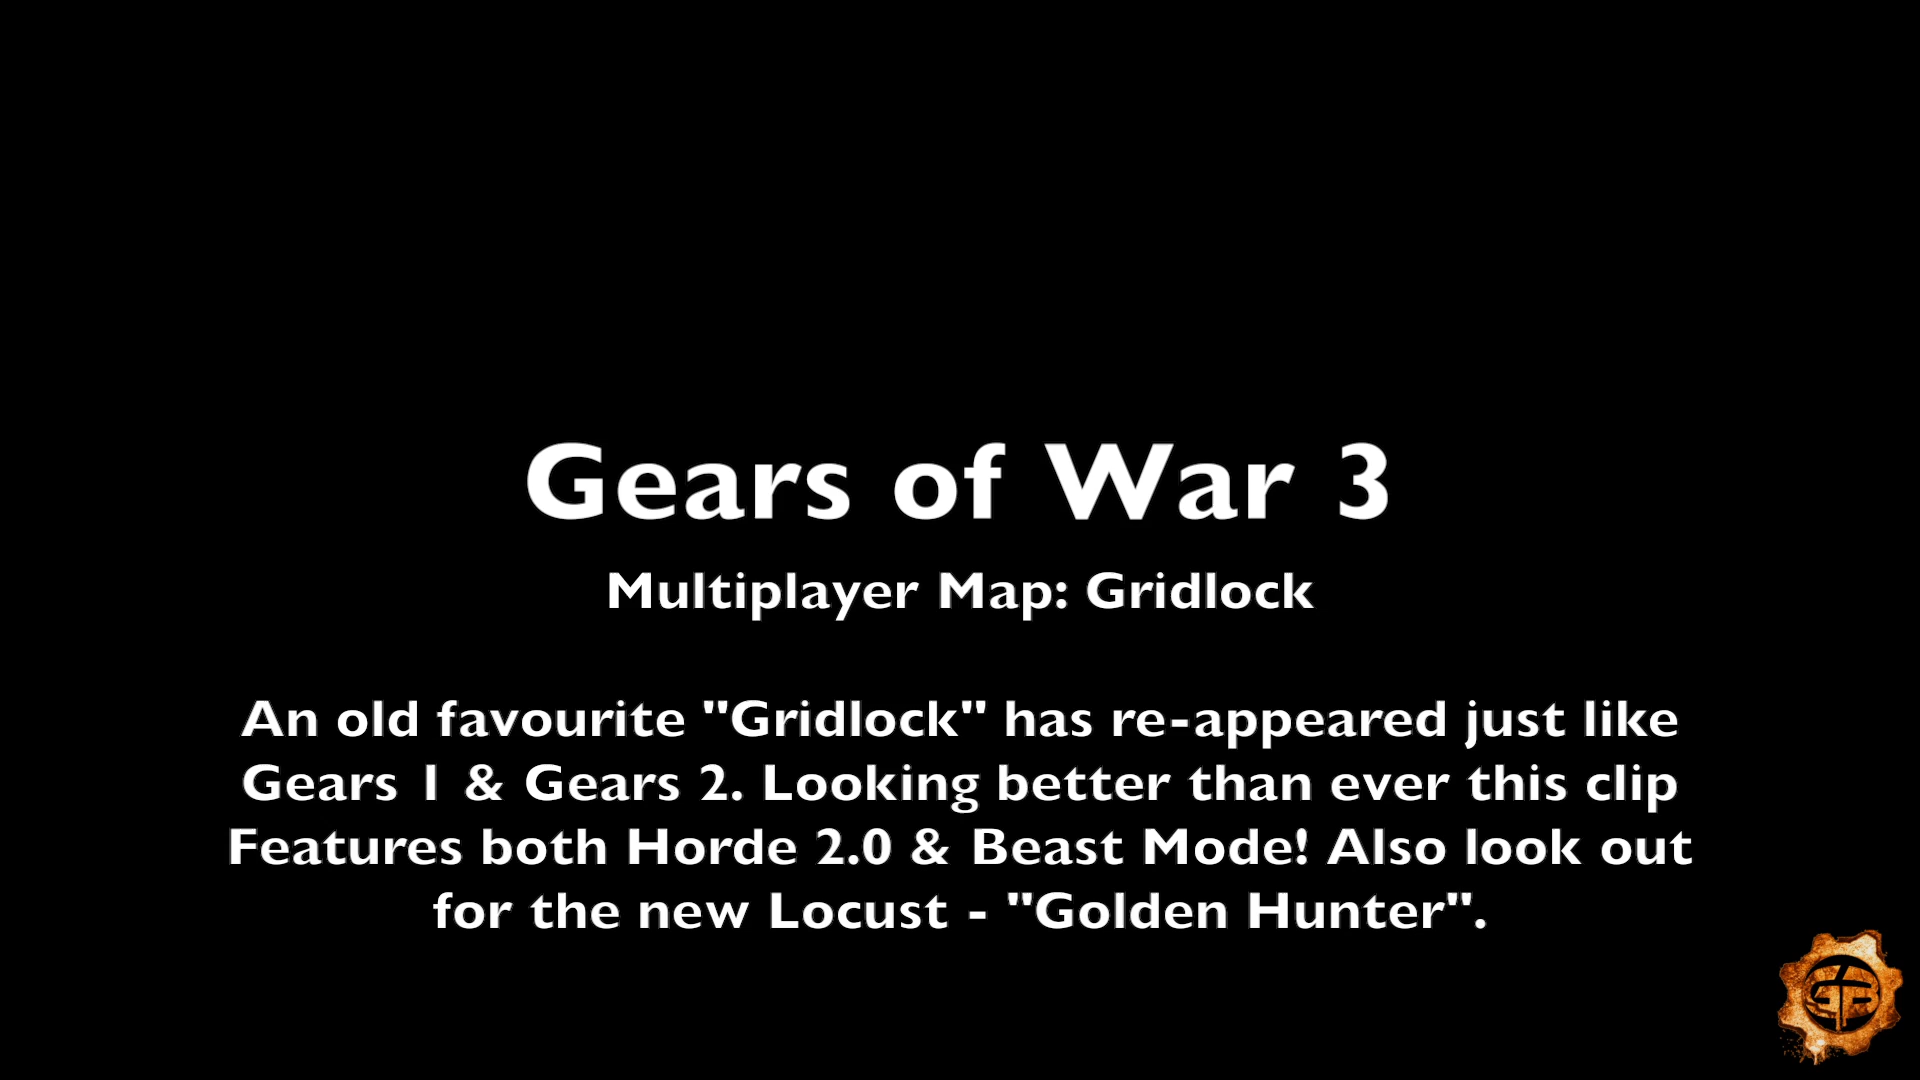 Gears of War 3
Multiplayer Map: Gridlock
An old favourite "Gridlock" has re-appeared just like
Gears 1 & Gears 2. Looking better than ever this clip
Features both Horde 2.0 & Beast Mode! Also look out
for the new Locust - "Golden Hunter".